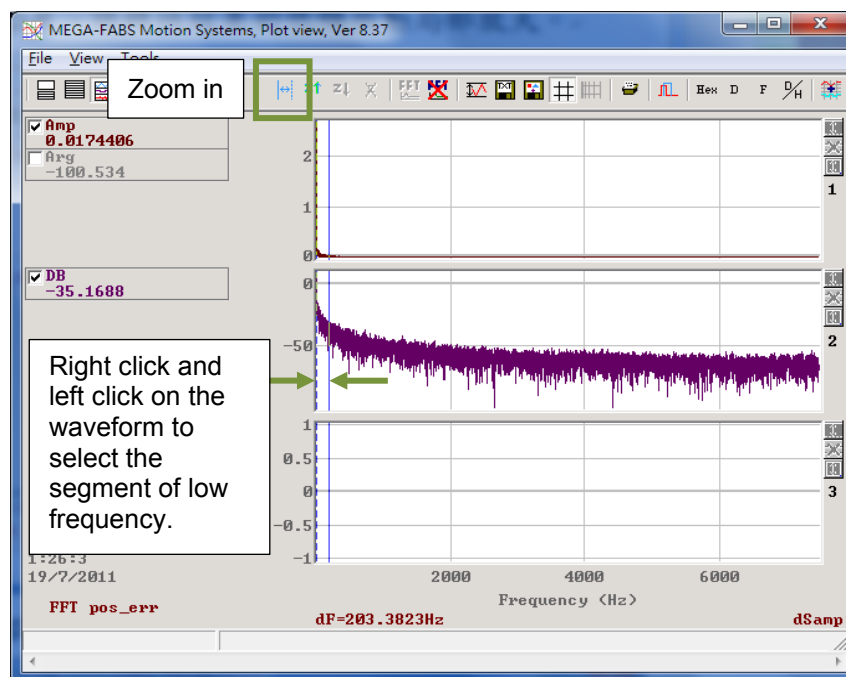 MEGA-FABS Motion Systems, Plot view, Ver 8.37
File View Tools
Zoom in
Z↓ FFT Hex D F D/H
Amp
0.0174406
Arg
-100.534
2
1
0
1
DB
-35.1688
0
-50
2
Right click and
left click on the
waveform to
select the
segment of low
frequency.
1
0.5
0
-0.5
-1
3
1:26:3
19/7/2011
2000 4000 6000
Frequency (Hz)
FFT pos_err
dF=203.3823Hz
dSamp